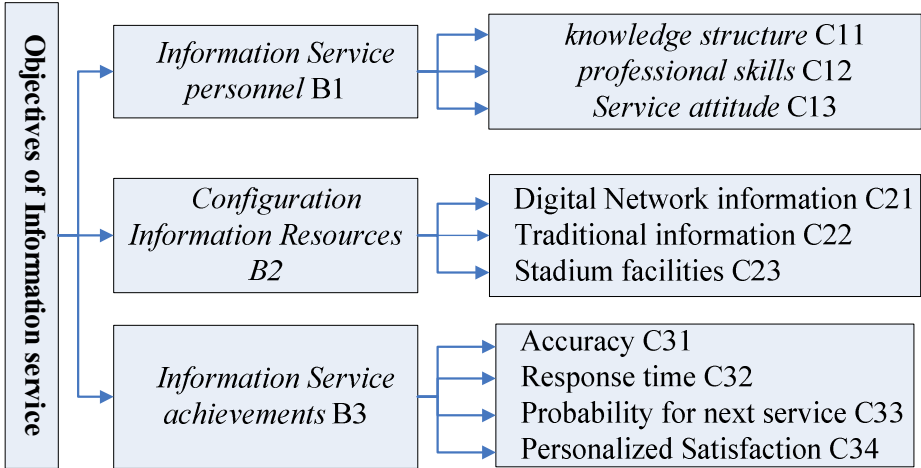 Objectives of Information service
Information Service
personnel B1
knowledge structure C11
professional skills C12
Service attitude C13
Configuration
Information Resources
B2
Digital Network information C21
Traditional information C22
Stadium facilities C23
Information Service
achievements B3
Accuracy C31
Response time C32
Probability for next service C33
Personalized Satisfaction C34